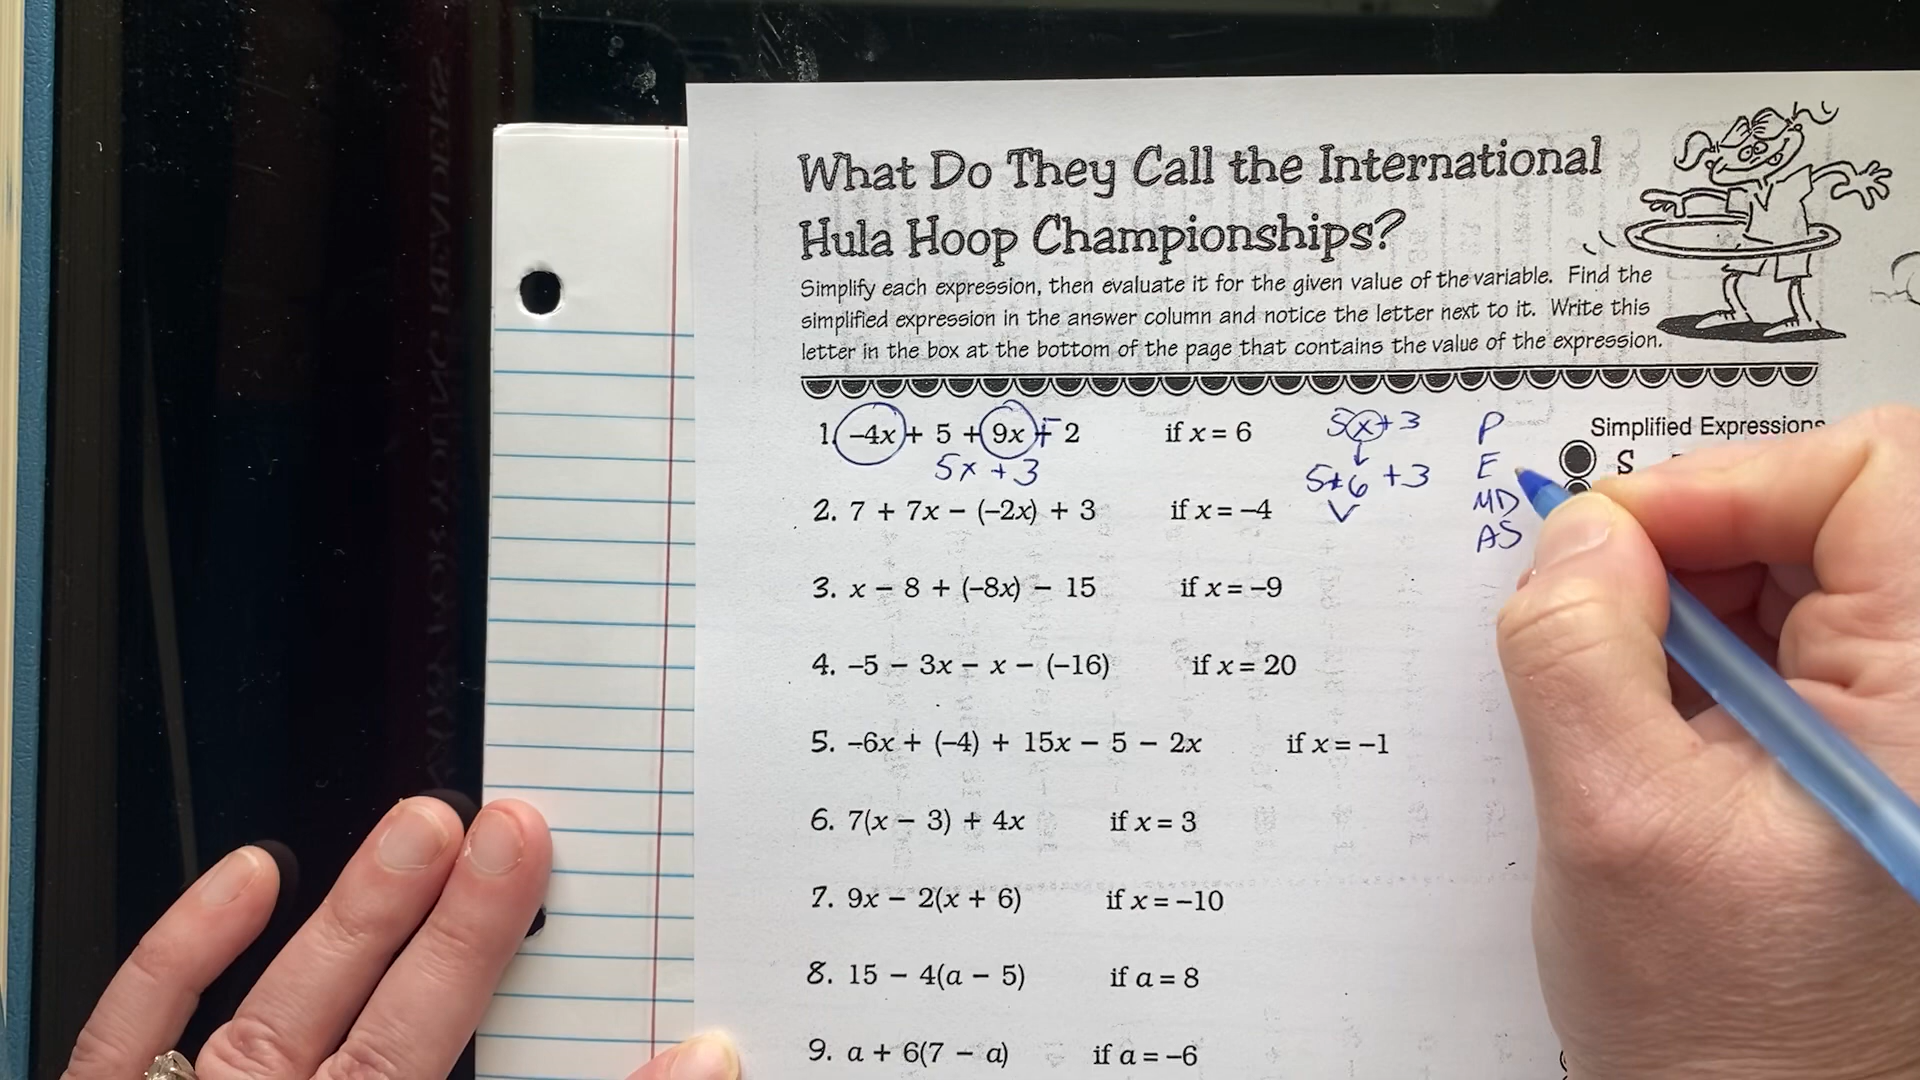 What Do They Call the International
Hula Hoop Championships?
Simplify each expression, then evaluate it for the given value of the variable. Find the
simplified expression in the answer column and notice the letter next to it. Write this
letter in the box at the bottom of the page that contains the value of the expression.
1. –4x + 5 + 9x – 2 if x = 6
5x + 3
5x + 3
5 • 6 + 3
P
E
MD
AS
Simplified Expressions
S
2. 7 + 7x – (–2x) + 3 if x = –4
3. x – 8 + (–8x) – 15 if x = –9
4. –5 – 3x – x – (–16) if x = 20
5. –6x + (–4) + 15x – 5 – 2x if x = –1
6. 7(x – 3) + 4x if x = 3
7. 9x – 2(x + 6) if x = –10
8. 15 – 4(a – 5) if a = 8
9. a + 6(7 – a) if a = –6